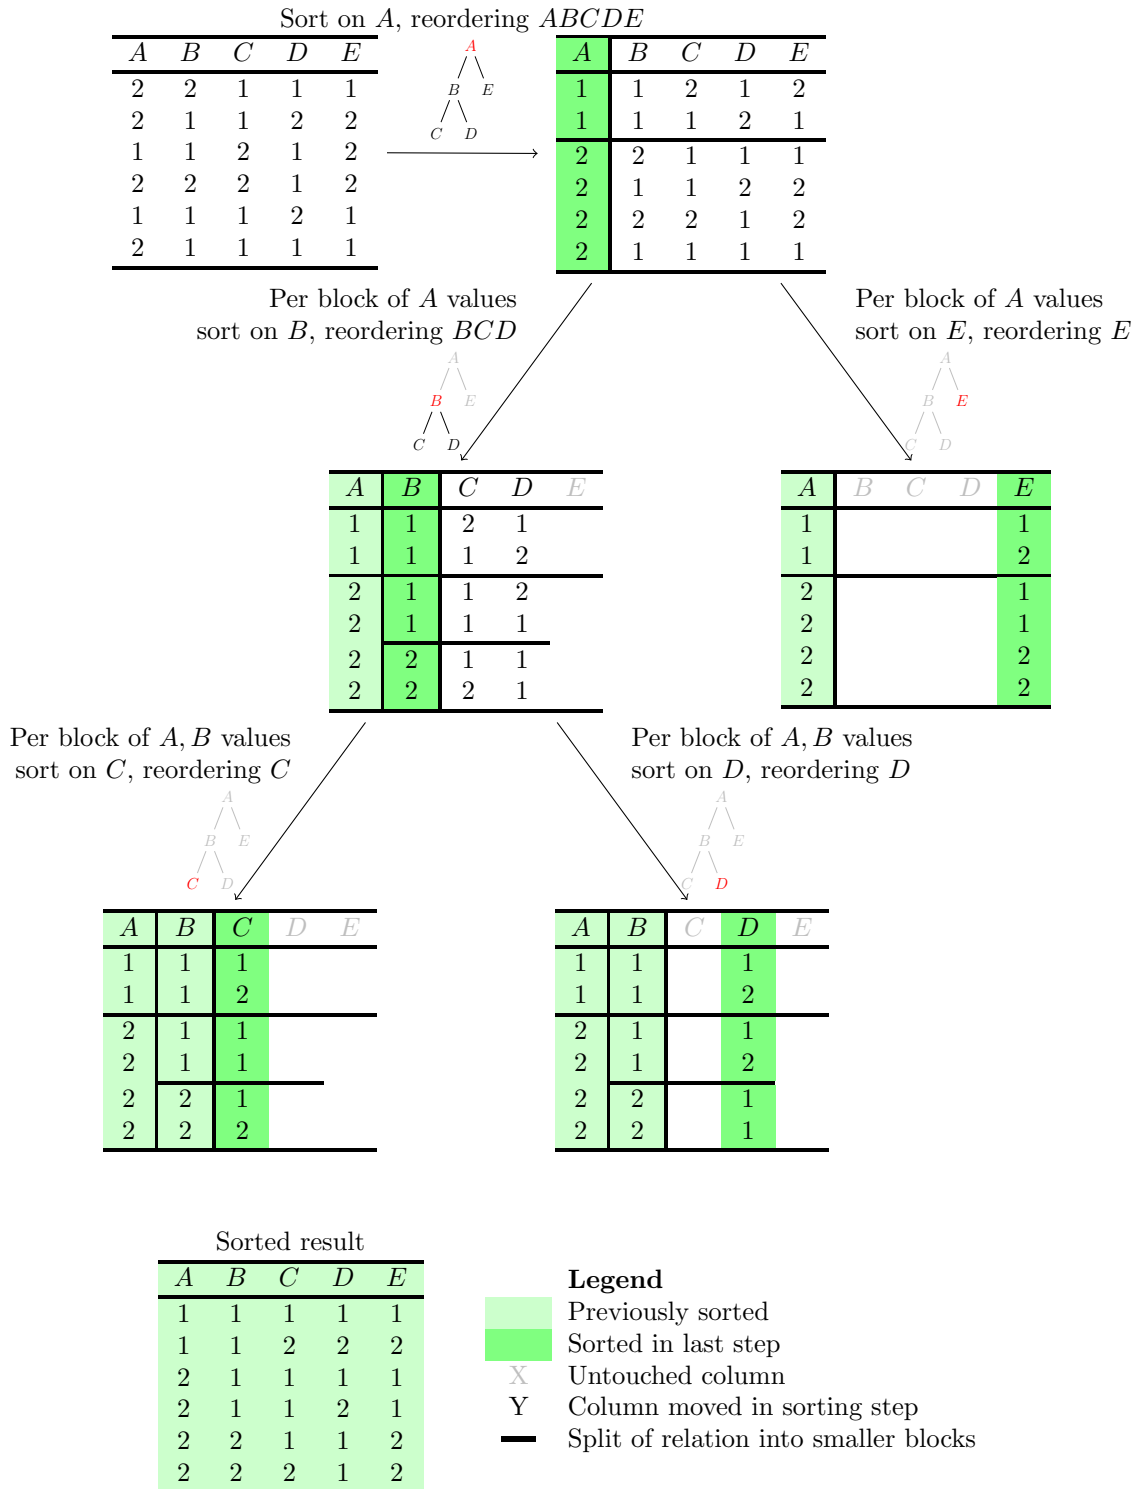 Sort on A, reordering ABCDE
A B C D E
2 2 1 1 1
2 1 1 2 2
1 1 2 1 2
2 2 2 1 2
1 1 1 2 1
2 1 1 1 1
A
B E
C D
A B C D E
1 1 2 1 2
1 1 1 2 1
2 2 1 1 1
2 1 1 2 2
2 2 2 1 2
2 1 1 1 1
Per block of A values
sort on B, reordering BCD
A
B E
C D
Per block of A values
sort on E, reordering E
A
B E
C D
A B C D E
1 1 2 1
1 1 1 2
2 1 1 2
2 1 1 1
2 2 1 1
2 2 2 1
A B C D E
1 1
1 2
2 1
2 1
2 2
2 2
Per block of A, B values
sort on C, reordering C
A
B E
C D
Per block of A, B values
sort on D, reordering D
A
B E
C D
A B C D E
1 1 1
1 1 2
2 1 1
2 1 1
2 2 1
2 2 2
A B C D E
1 1 1
1 1 2
2 1 1
2 1 2
2 2 1
2 2 1
Sorted result
A B C D E
1 1 1 1 1
1 1 2 2 2
2 1 1 1 1
2 1 1 2 1
2 2 1 1 2
2 2 2 1 2
Legend
Previously sorted
Sorted in last step
X Untouched column
Y Column moved in sorting step
Split of relation into smaller blocks